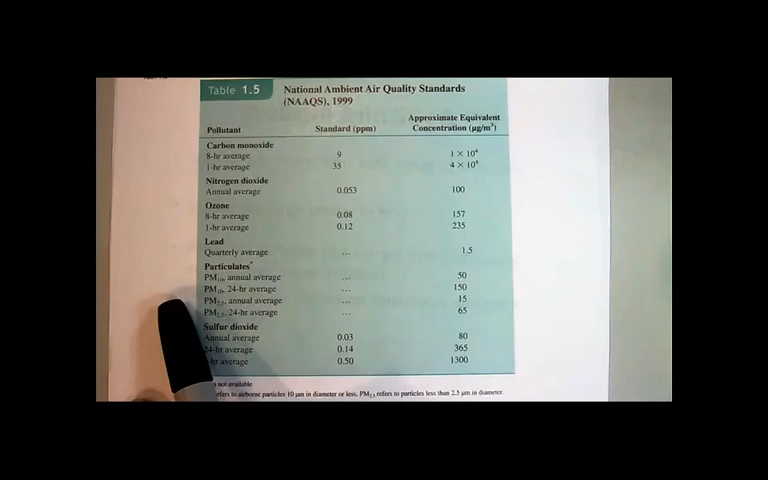 Table 1.5 National Ambient Air Quality Standards
(NAAQS), 1999
Pollutant Standard (ppm) Approximate Equivalent Concentration (µg/m³)
Carbon monoxide
8-hr average 9 1 × 10⁴
1-hr average 35 4 × 10⁴
Nitrogen dioxide
Annual average 0.053 100
Ozone
8-hr average 0.08 157
1-hr average 0.12 235
Lead
Quarterly average ... 1.5
Particulates*
PM₁₀, annual average ... 50
PM₁₀, 24-hr average ... 150
PM₂.₅, annual average ... 15
PM₂.₅, 24-hr average ... 65
Sulfur dioxide
Annual average 0.03 80
24-hr average 0.14 365
-hr average 0.50 1300
not available
refers to airborne particles 10 µm in diameter or less. PM₂.₅ refers to particles less than 2.5 µm in diameter.